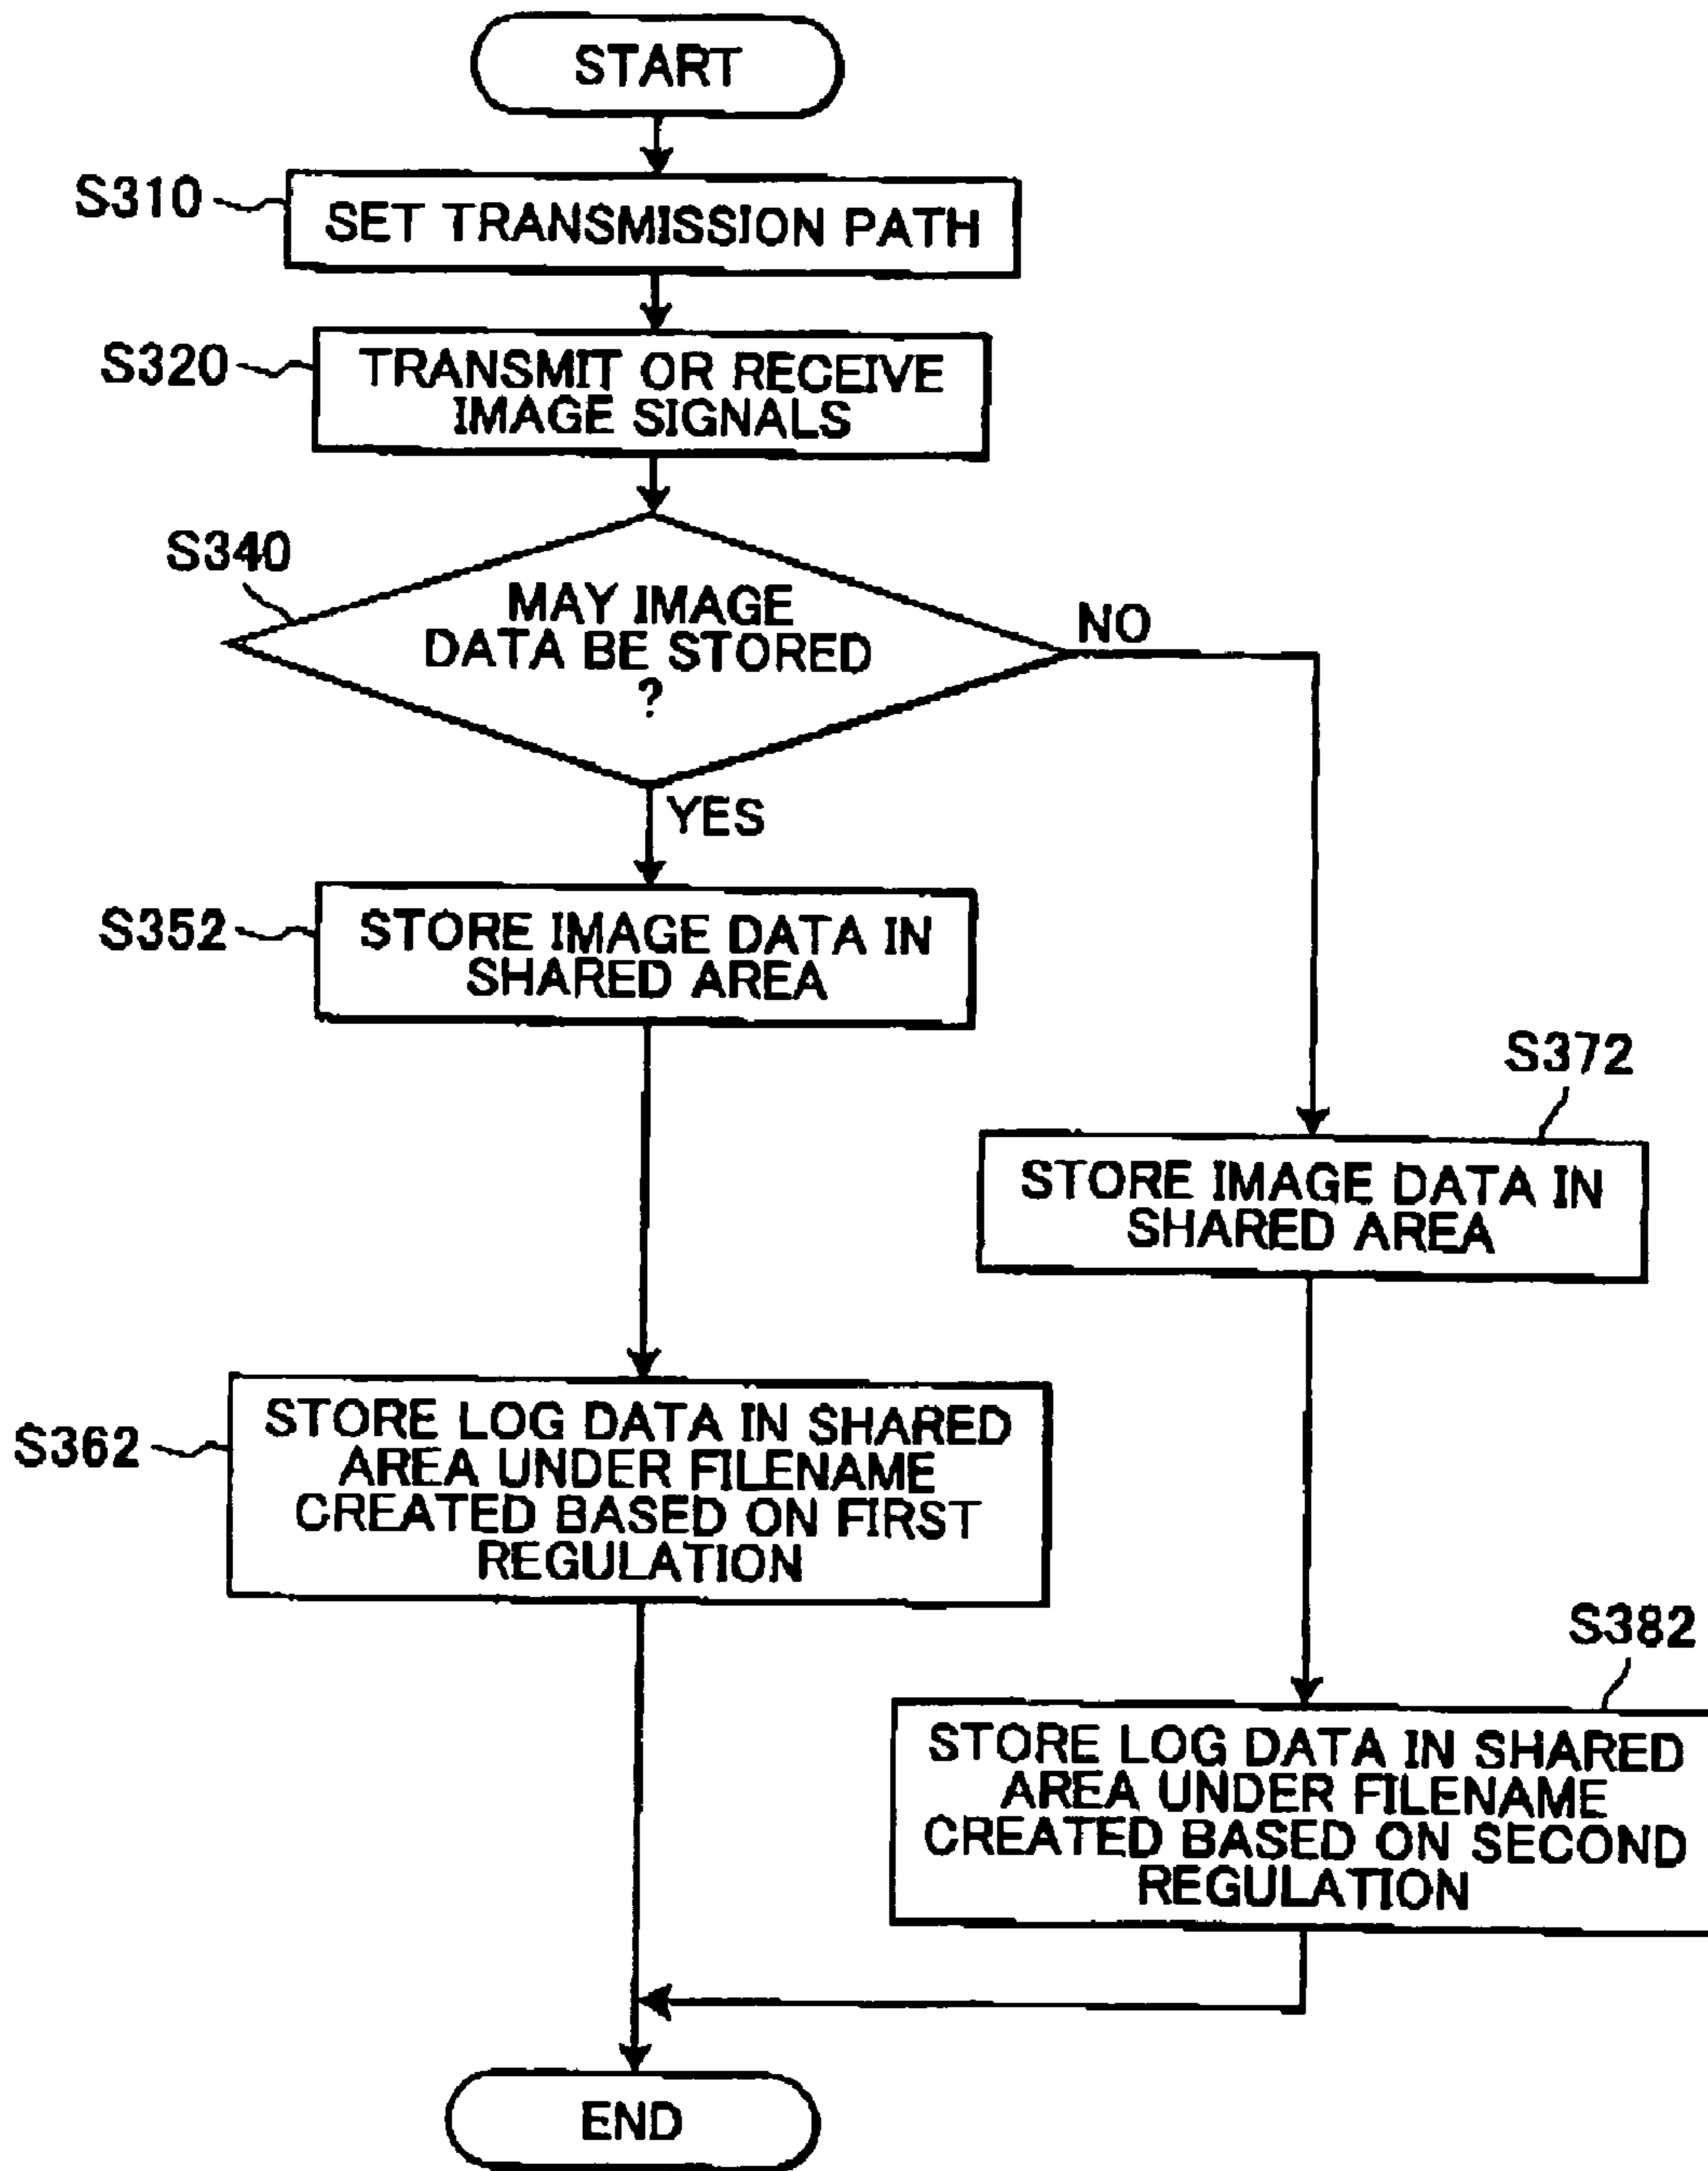 START
S310
SET TRANSMISSION PATH
S320
TRANSMIT OR RECEIVE
IMAGE SIGNALS
S340
MAY IMAGE
DATA BE STORED
?
NO
YES
S352
STORE IMAGE DATA IN
SHARED AREA
S372
STORE IMAGE DATA IN
SHARED AREA
S362
STORE LOG DATA IN SHARED
AREA UNDER FILENAME
CREATED BASED ON FIRST
REGULATION
S382
STORE LOG DATA IN SHARED
AREA UNDER FILENAME
CREATED BASED ON SECOND
REGULATION
END